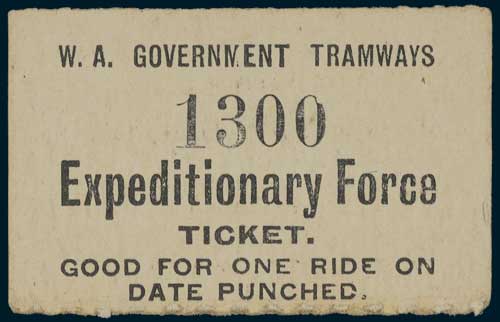 W. A. GOVERNMENT TRAMWAYS
1300
Expeditionary Force
TICKET.
GOOD FOR ONE RIDE ON
DATE PUNCHED.